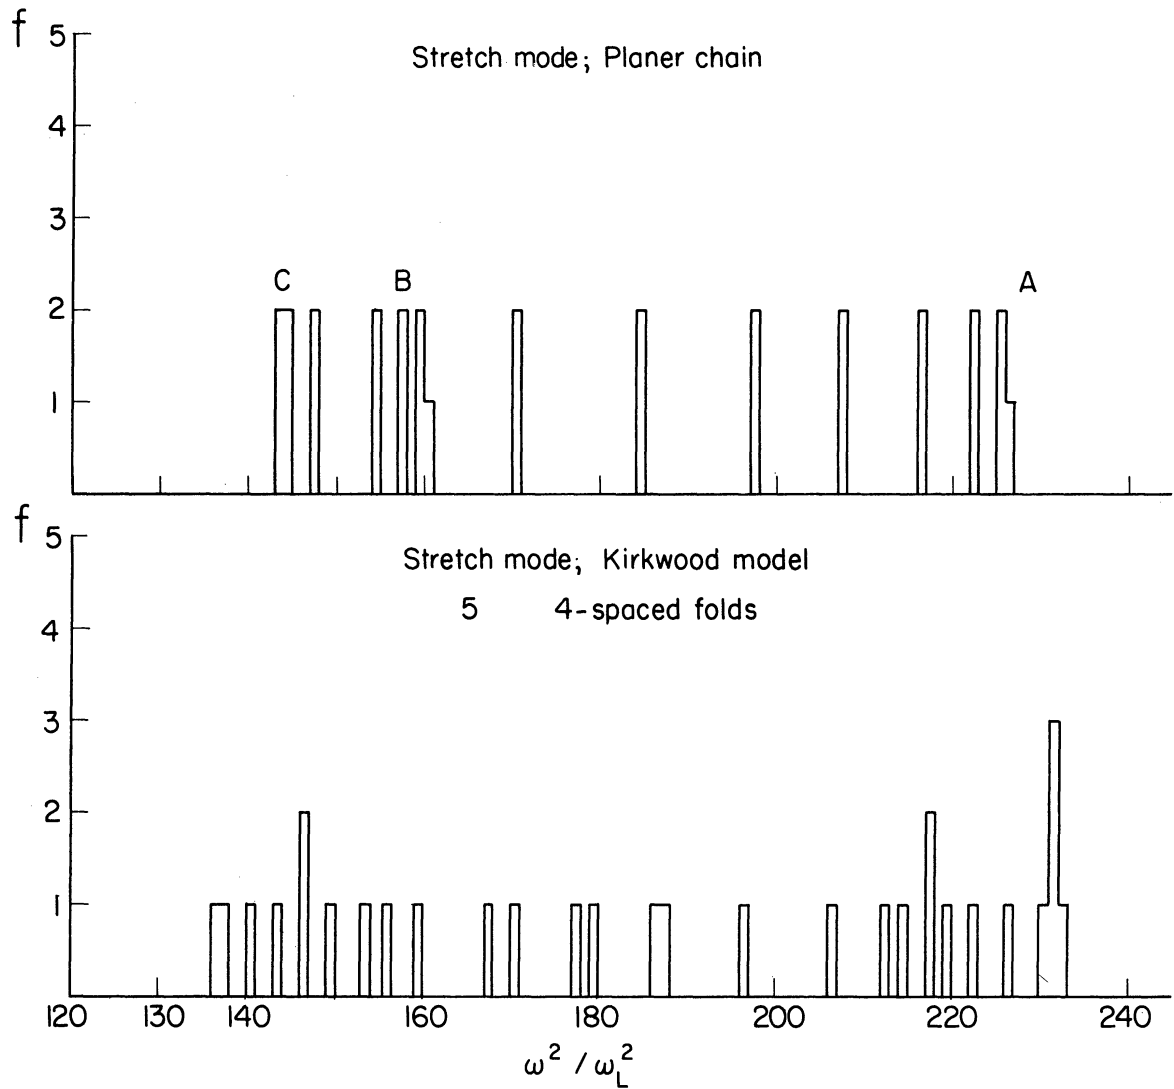 f
5
Stretch mode; Planer chain
4
3
C B A
2
1
f
5
Stretch mode; Kirkwood model
5 4-spaced folds
4
3
2
1
120 130 140 160 180 200 220 240
ω² / ω_L²